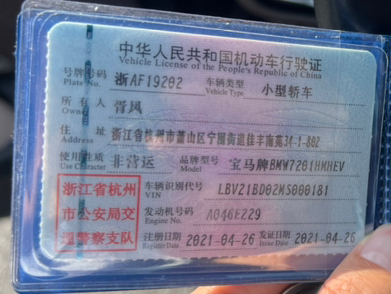 中华人民共和国机动车行驶证
Vehicle License of the People's Republic of China
号牌号码 浙AF19202 车辆类型 小型轿车
Plate No. Vehicle Type
所有人 胥风
Owner
住址 浙江省杭州市萧山区宁围街道佳丰南苑34-1-802
Address
使用性质 非营运 品牌型号 宝马牌BMW7201HMHEV
Use Character Model
浙江省杭州
市公安局交
通警察支队
车辆识别代号 LBV21BD02MS000181
VIN
发动机号码 A046E229
Engine No.
注册日期 2021-04-26 发证日期 2021-04-26
Register Date Issue Date